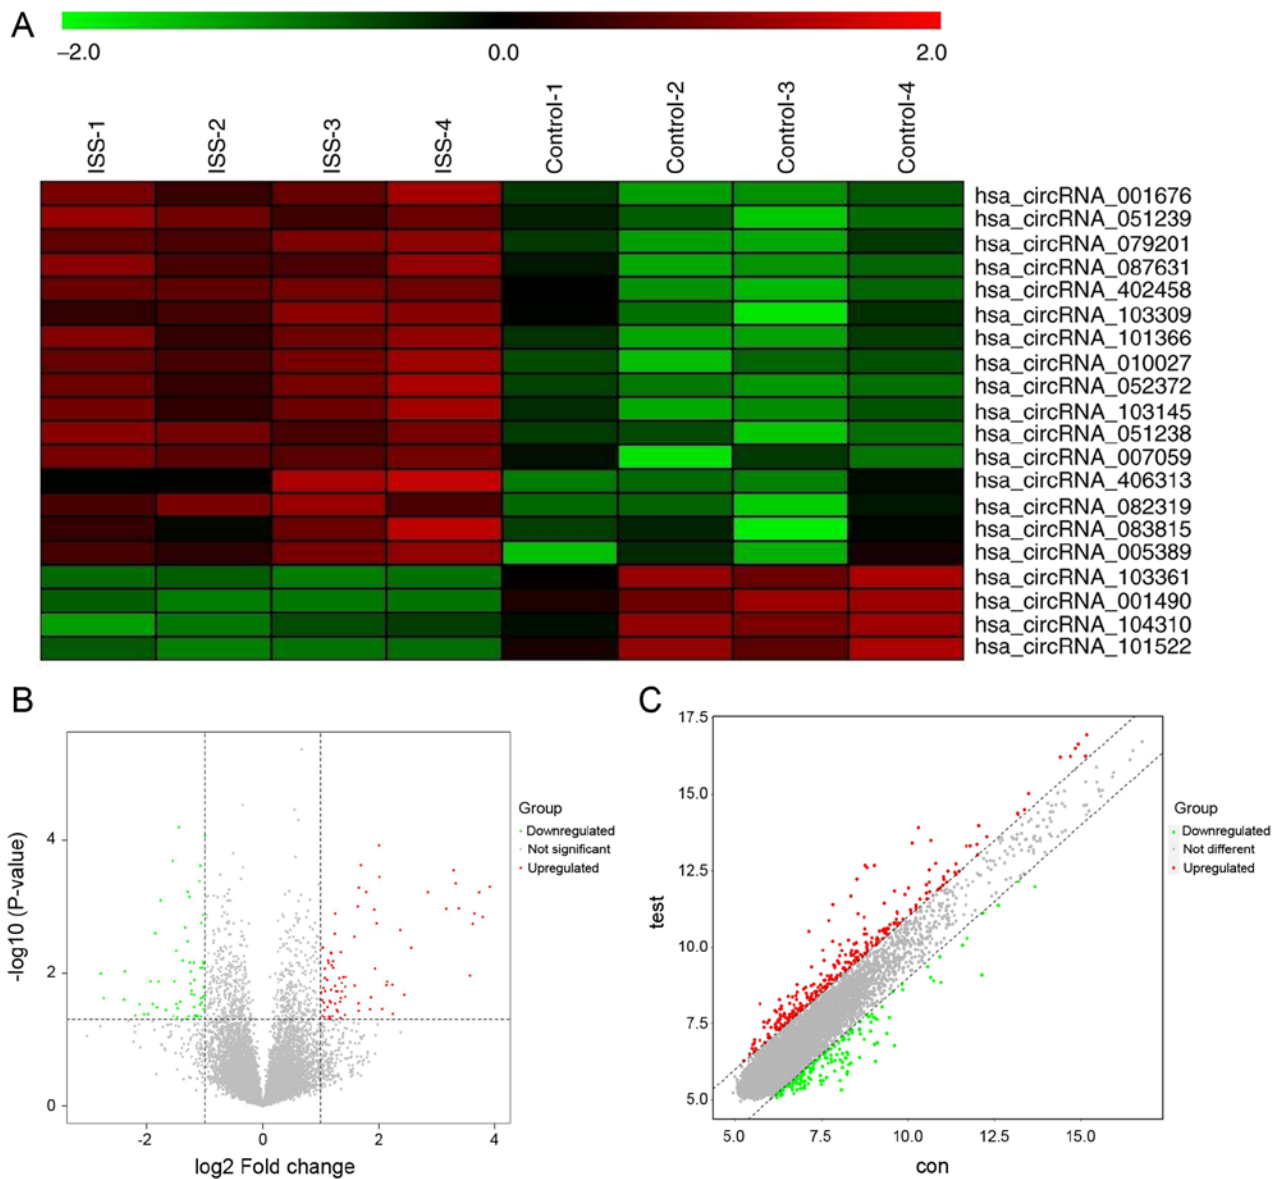 A
−2.0 0.0 2.0
ISS-1 ISS-2 ISS-3 ISS-4 Control-1 Control-2 Control-3 Control-4
hsa_circRNA_001676
hsa_circRNA_051239
hsa_circRNA_079201
hsa_circRNA_087631
hsa_circRNA_402458
hsa_circRNA_103309
hsa_circRNA_101366
hsa_circRNA_010027
hsa_circRNA_052372
hsa_circRNA_103145
hsa_circRNA_051238
hsa_circRNA_007059
hsa_circRNA_406313
hsa_circRNA_082319
hsa_circRNA_083815
hsa_circRNA_005389
hsa_circRNA_103361
hsa_circRNA_001490
hsa_circRNA_104310
hsa_circRNA_101522
B
-log10 (P-value)
4
2
0
-2 0 2 4
log2 Fold change
Group
Downregulated
Not significant
Upregulated
C
test
17.5
15.0
12.5
10.0
7.5
5.0
5.0 7.5 10.0 12.5 15.0
con
Group
Downregulated
Not different
Upregulated